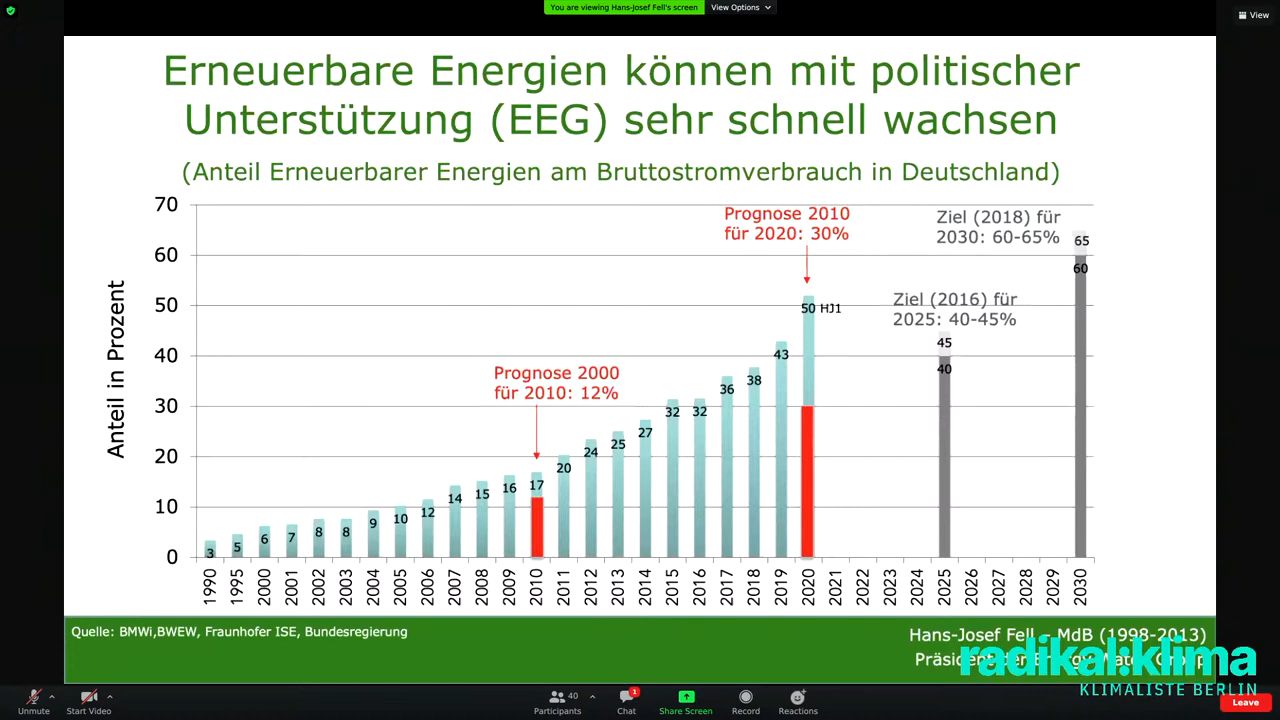 You are viewing Hans-Josef Fell's screen
View Options
View
Erneuerbare Energien können mit politischer
Unterstützung (EEG) sehr schnell wachsen
(Anteil Erneuerbarer Energien am Bruttostromverbrauch in Deutschland)
Anteil in Prozent
70
60
50
40
30
20
10
0
Prognose 2000
für 2010: 12%
Prognose 2010
für 2020: 30%
Ziel (2016) für
2025: 40-45%
Ziel (2018) für
2030: 60-65%
3
5
6
7
8
8
9
10
12
14
15
16
17
20
24
25
27
32
32
36
38
43
50 HJ1
45
40
65
60
1990
1995
2000
2001
2002
2003
2004
2005
2006
2007
2008
2009
2010
2011
2012
2013
2014
2015
2016
2017
2018
2019
2020
2021
2022
2023
2024
2025
2026
2027
2028
2029
2030
Quelle: BMWi,BWEW, Fraunhofer ISE, Bundesregierung
Hans-Josef Fell – MdB (1998-2013)
Präsident der Energy Watch Group
radikal:klima
KLIMALISTE BERLIN
Unmute
Start Video
40
Participants
1
Chat
Share Screen
Record
Reactions
Leave